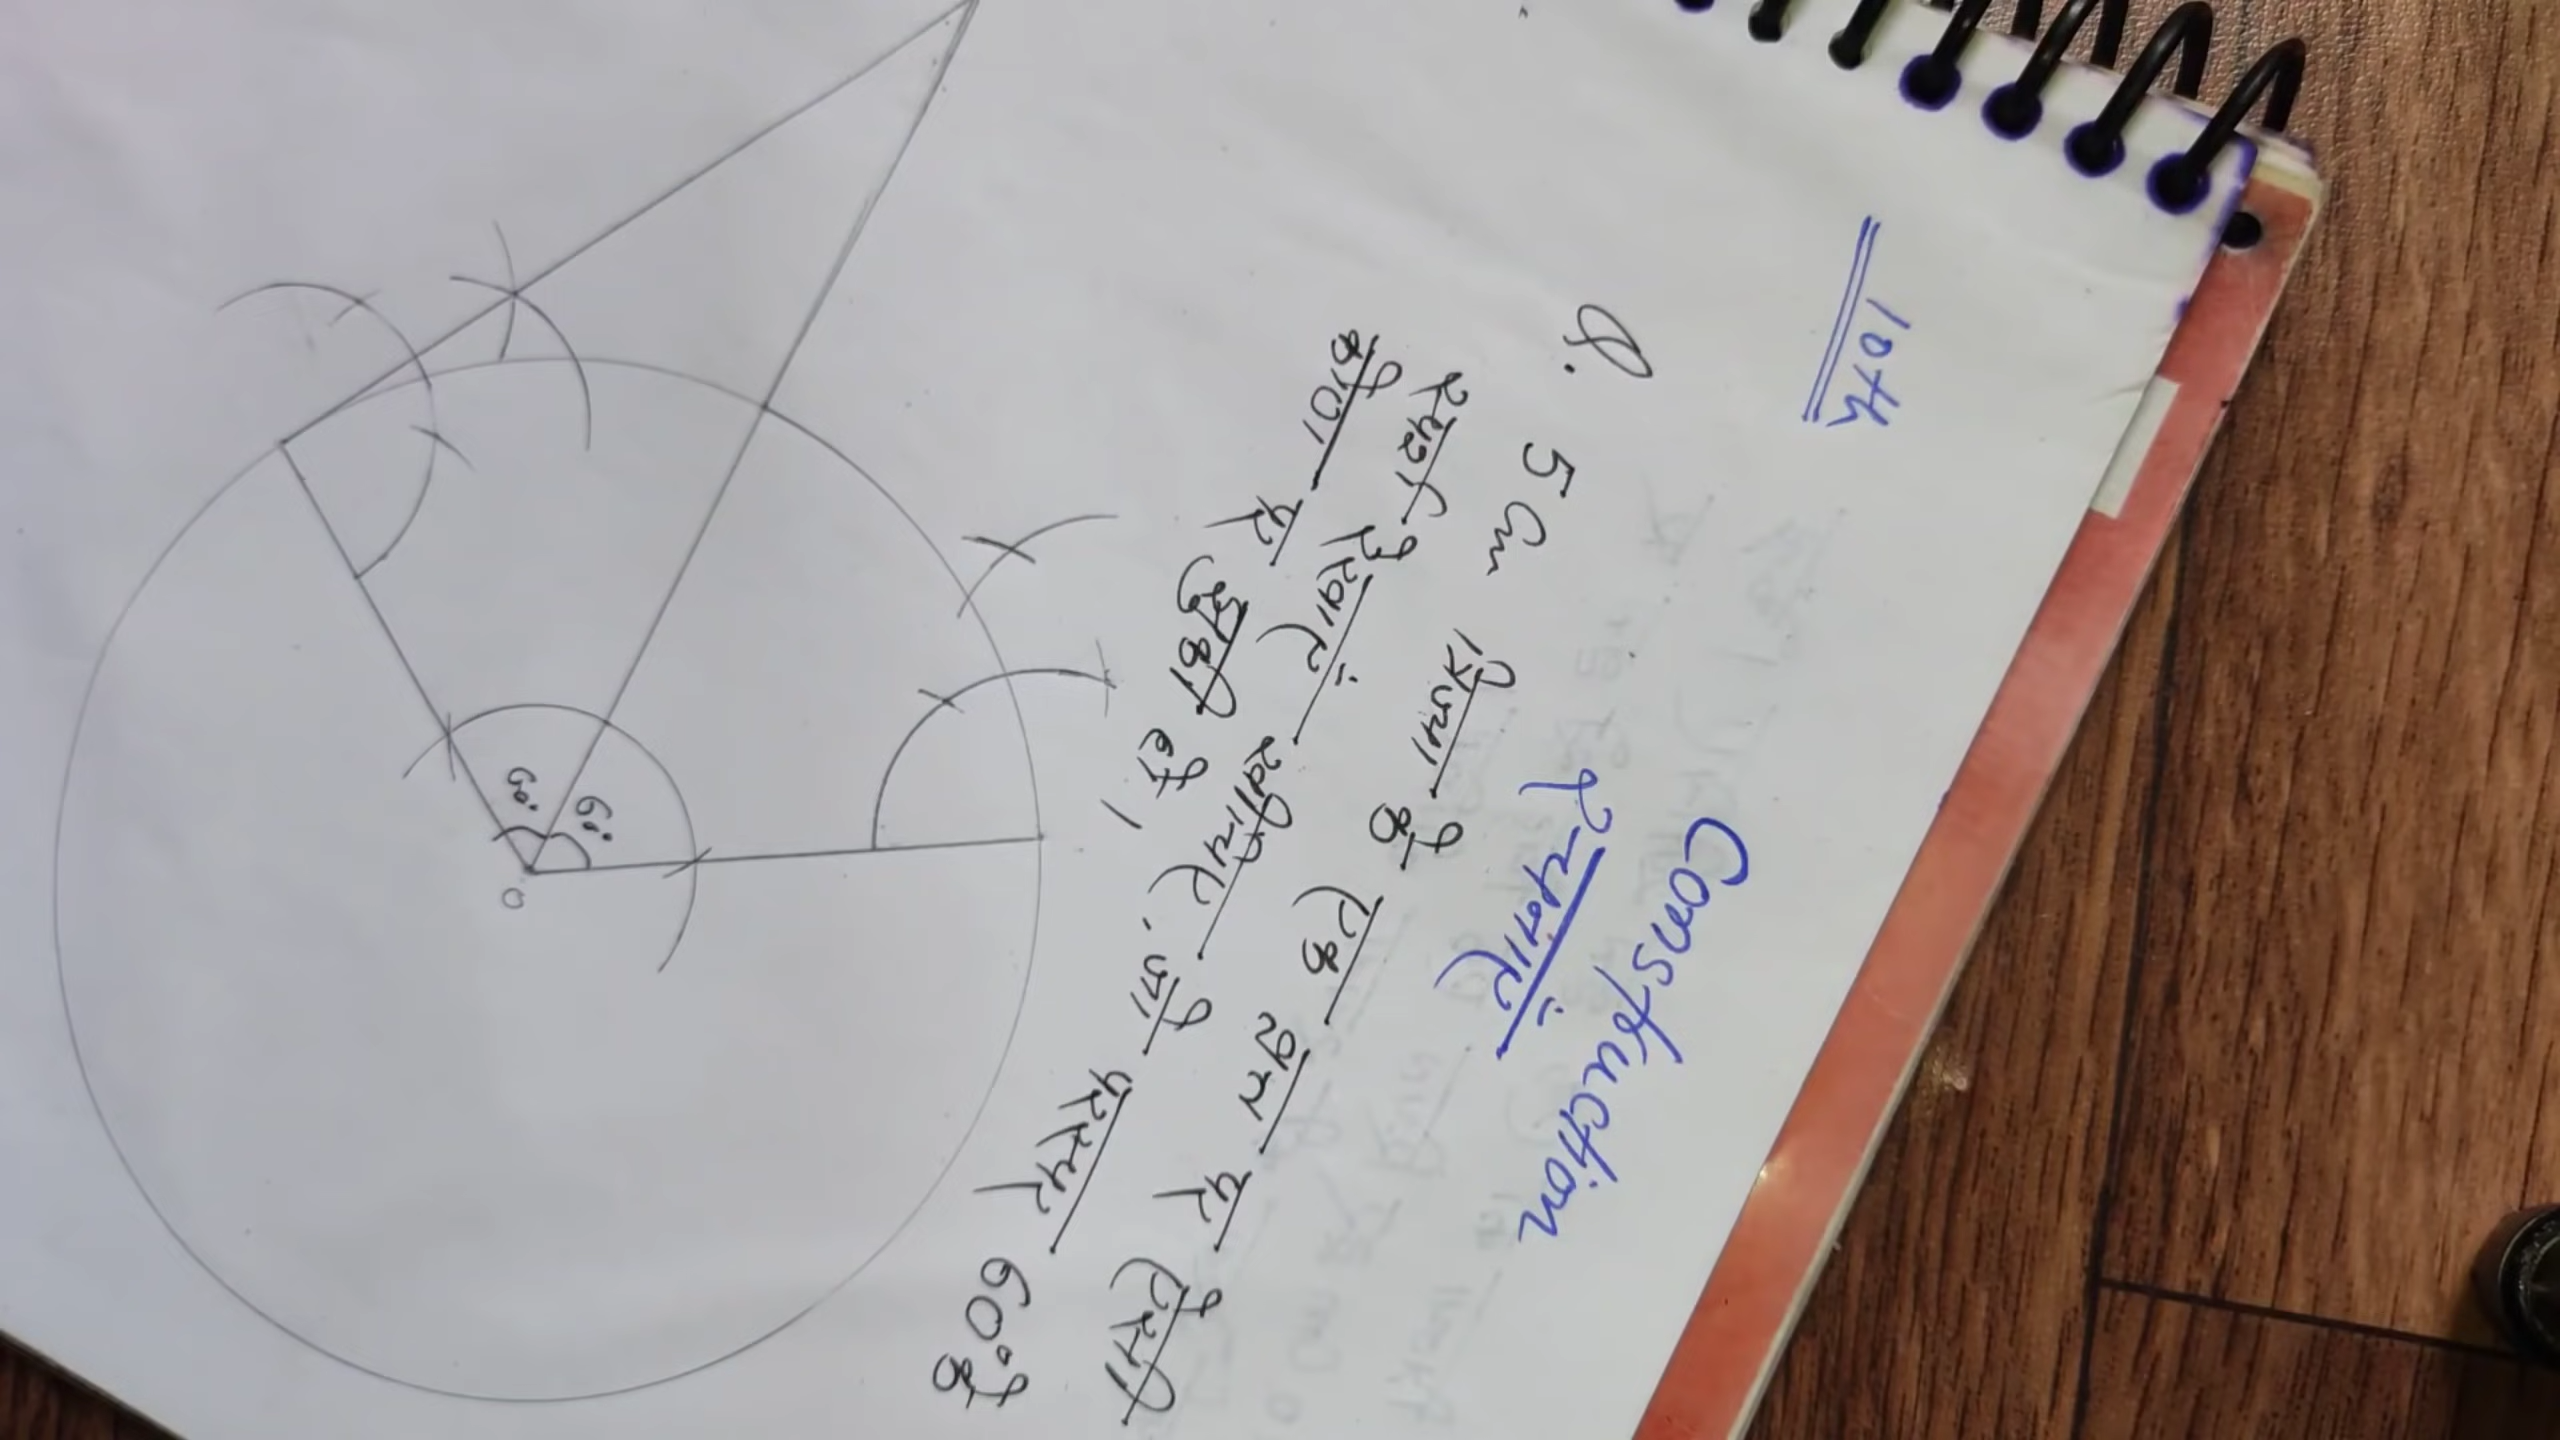 10th
Construction
रचनाएँ
Q. 5 cm त्रिज्या के एक वृत्त पर ऐसी
स्पर्श रेखाएँ खींचिए, जो परस्पर 60° के
कोण पर झुकी हों।
60°
60°
O